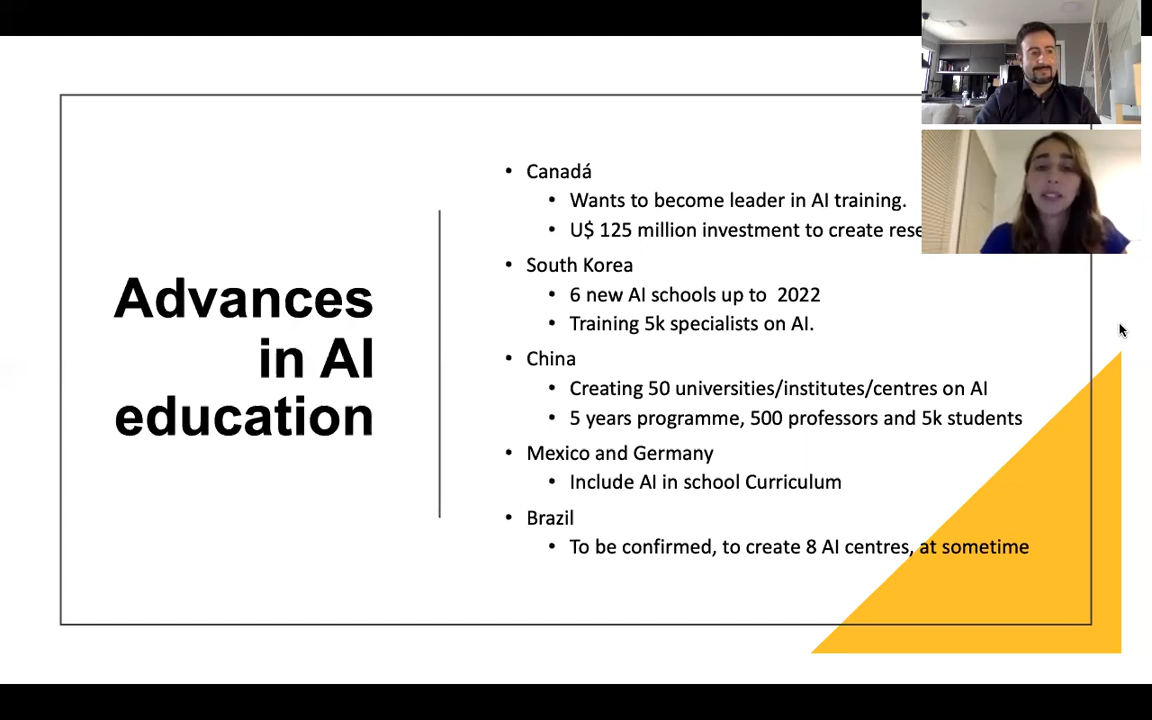 Advances
in AI
education
• Canadá
• Wants to become leader in AI training.
• U$ 125 million investment to create
• South Korea
• 6 new AI schools up to  2022
• Training 5k specialists on AI.
• China
• Creating 50 universities/institutes/centres on AI
• 5 years programme, 500 professors and 5k students
• Mexico and Germany
• Include AI in school Curriculum
• Brazil
• To be confirmed, to create 8 AI centres, at sometime